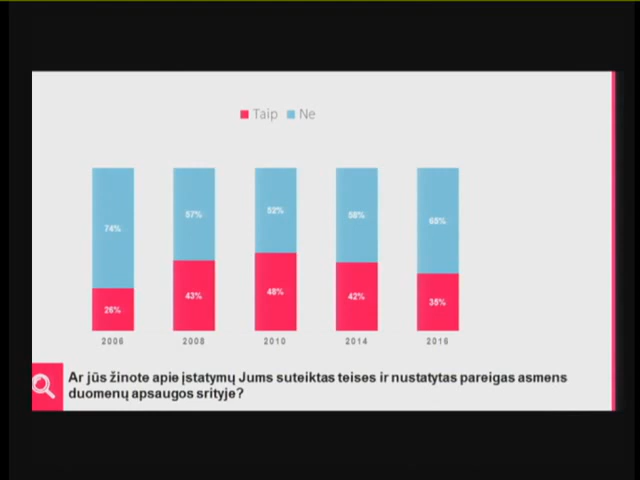 Taip Ne
74% 57% 52% 58% 65%
26% 43% 48% 42% 35%
2006 2008 2010 2014 2016
Ar jūs žinote apie įstatymų Jums suteiktas teises ir nustatytas pareigas asmens
duomenų apsaugos srityje?